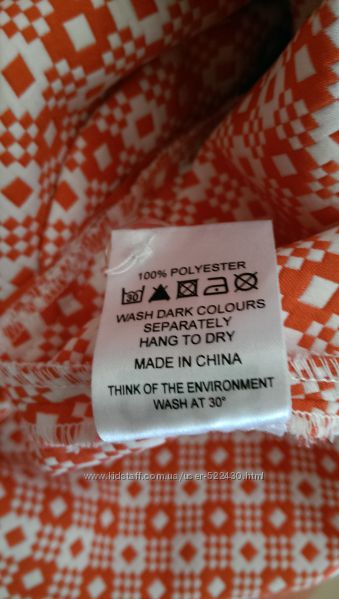 100% POLYESTER
30
WASH DARK COLOURS
SEPARATELY
HANG TO DRY
MADE IN CHINA
THINK OF THE ENVIRONMENT
WASH AT 30°
www.kidstaff.com.ua/user-522430.html